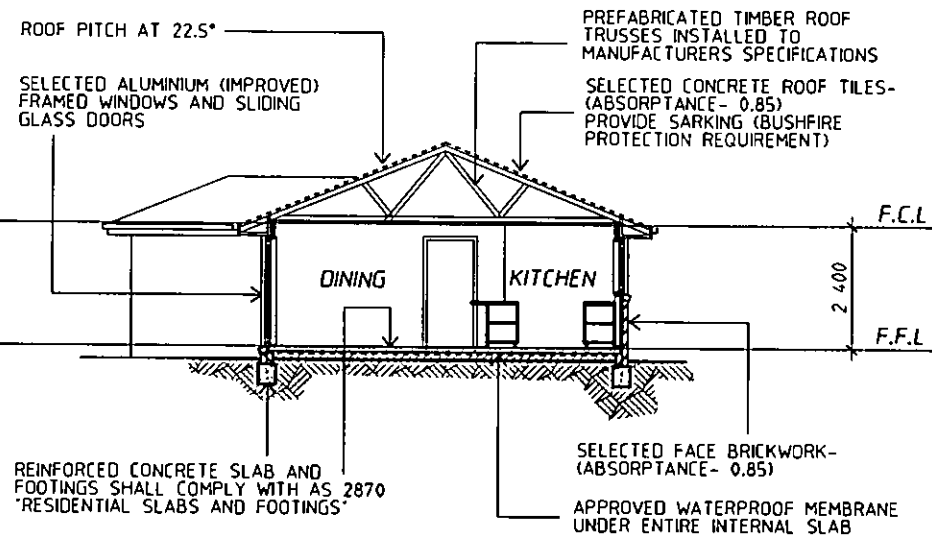 ROOF PITCH AT 22.5°
PREFABRICATED TIMBER ROOF
TRUSSES INSTALLED TO
MANUFACTURERS SPECIFICATIONS
SELECTED ALUMINIUM (IMPROVED)
FRAMED WINDOWS AND SLIDING
GLASS DOORS
SELECTED CONCRETE ROOF TILES-
(ABSORPTANCE- 0.85)
PROVIDE SARKING (BUSHFIRE
PROTECTION REQUIREMENT)
F.C.L
DINING
KITCHEN
2 400
F.F.L
REINFORCED CONCRETE SLAB AND
FOOTINGS SHALL COMPLY WITH AS 2870
"RESIDENTIAL SLABS AND FOOTINGS"
SELECTED FACE BRICKWORK-
(ABSORPTANCE- 0.85)
APPROVED WATERPROOF MEMBRANE
UNDER ENTIRE INTERNAL SLAB